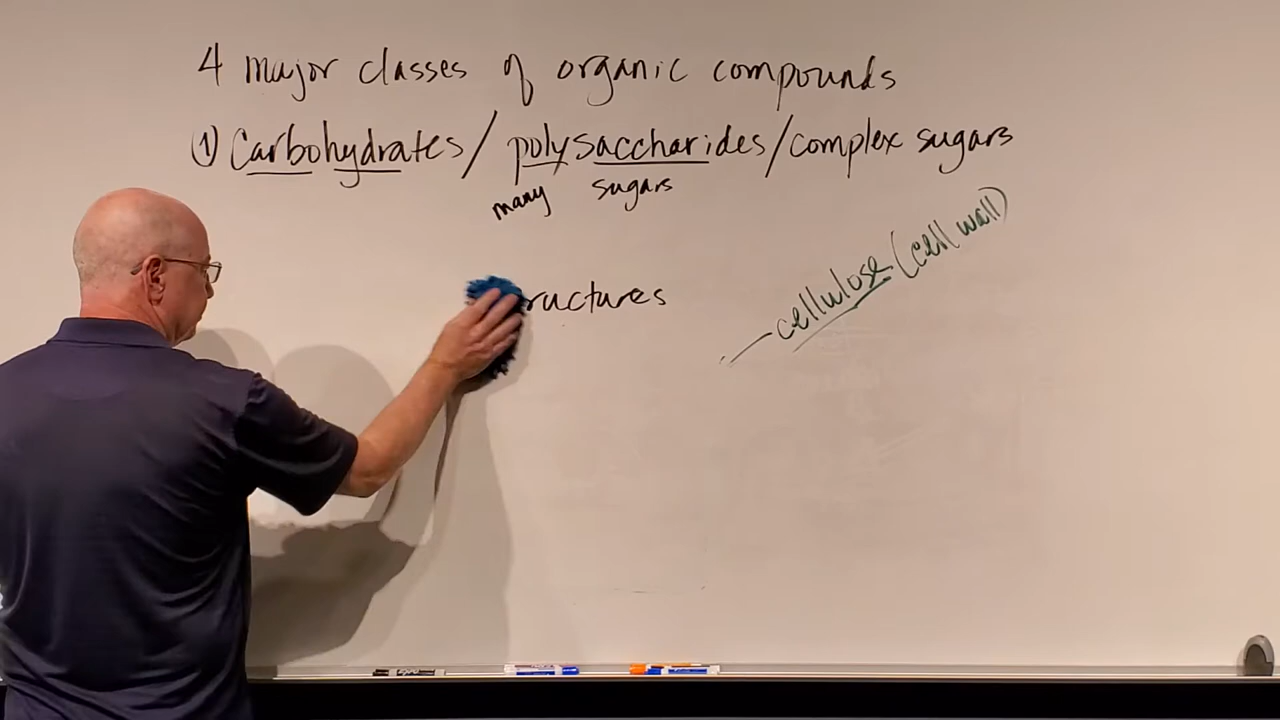 4 major classes of organic compounds
① Carbohydrates / polysaccharides / complex sugars
many sugars
ructures
– cellulose (cell wall)